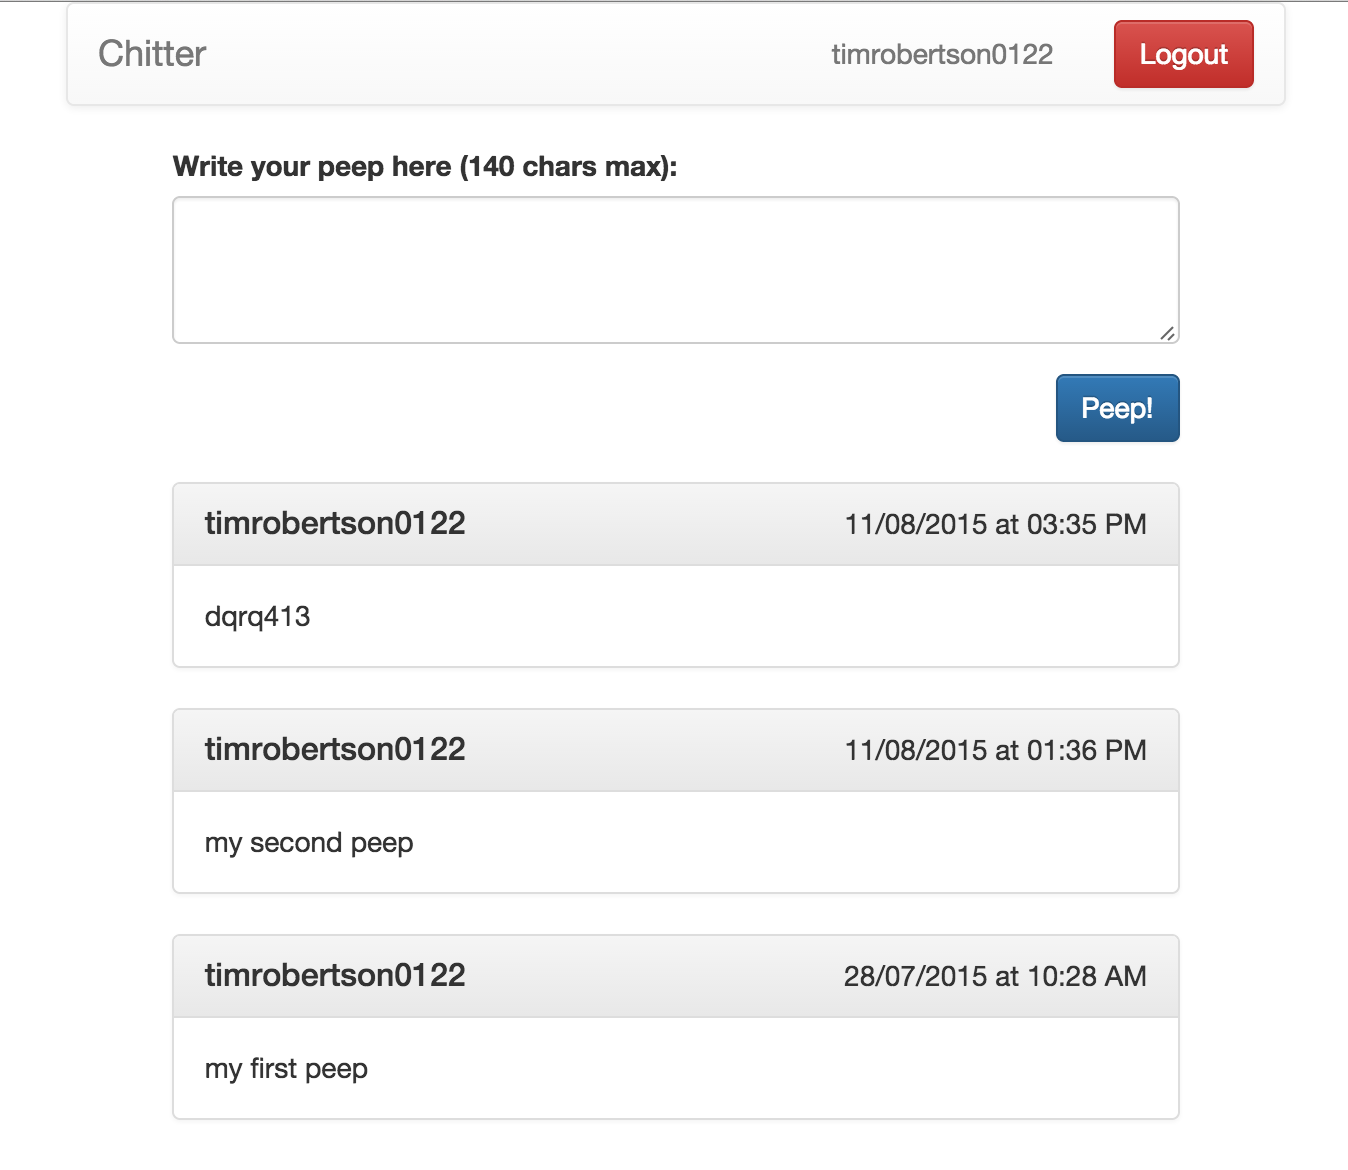 Chitter timrobertson0122 Logout
Write your peep here (140 chars max):
Peep!
timrobertson0122 11/08/2015 at 03:35 PM
dqrq413
timrobertson0122 11/08/2015 at 01:36 PM
my second peep
timrobertson0122 28/07/2015 at 10:28 AM
my first peep